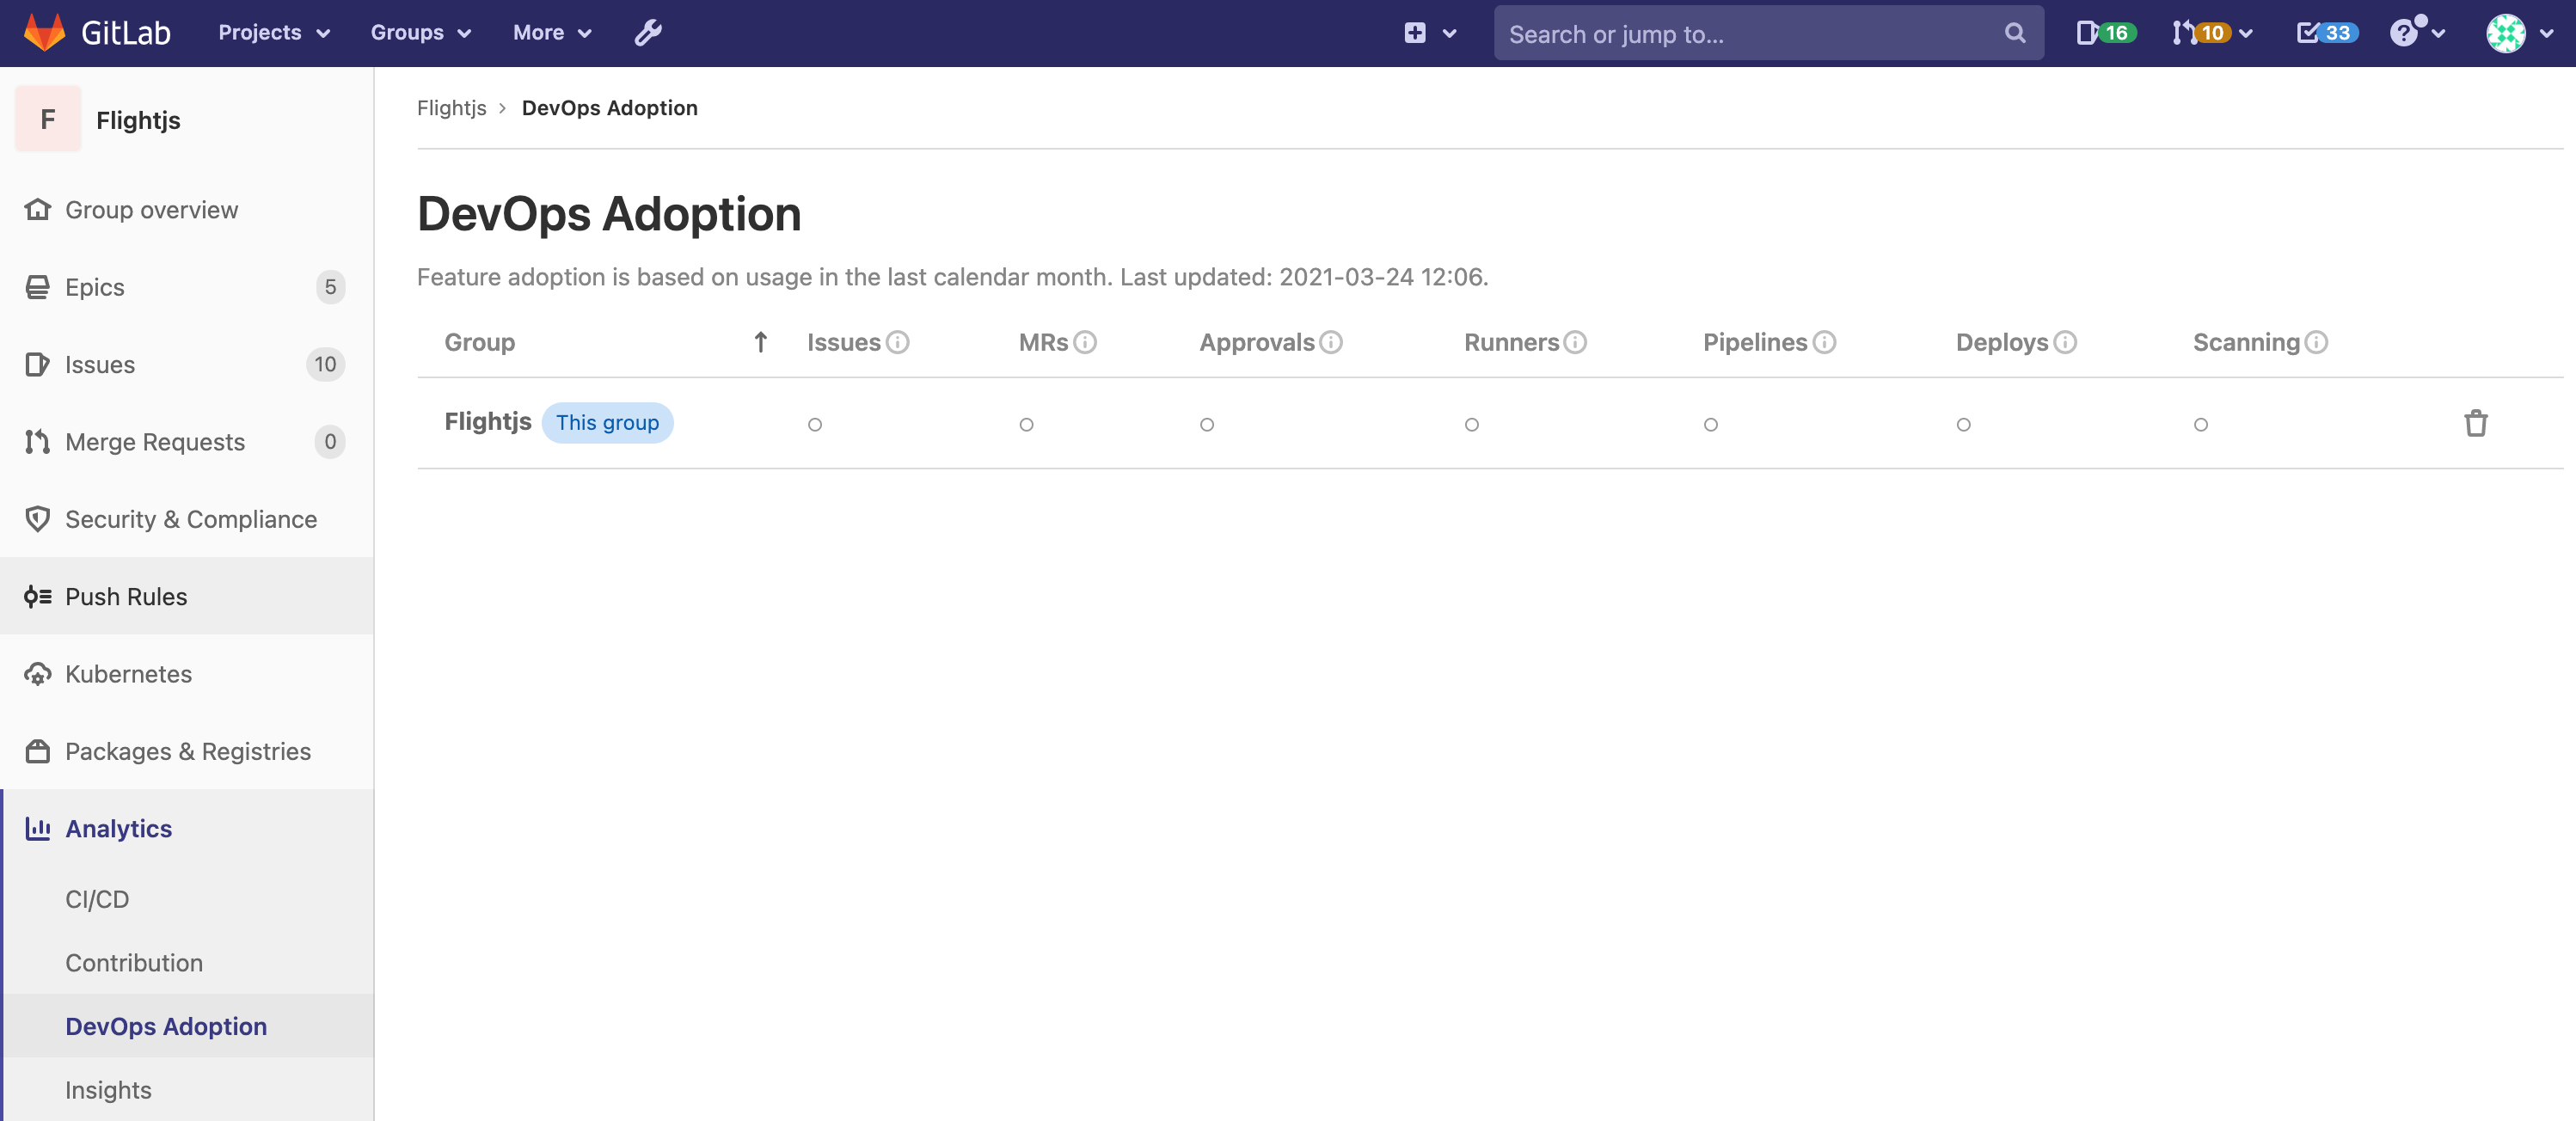 GitLab Projects Groups More Search or jump to... 16 10 33
F Flightjs
Group overview
Epics 5
Issues 10
Merge Requests 0
Security & Compliance
Push Rules
Kubernetes
Packages & Registries
Analytics
CI/CD
Contribution
DevOps Adoption
Insights
Flightjs › DevOps Adoption
DevOps Adoption
Feature adoption is based on usage in the last calendar month. Last updated: 2021-03-24 12:06.
Group ↑ Issues MRs Approvals Runners Pipelines Deploys Scanning
Flightjs This group